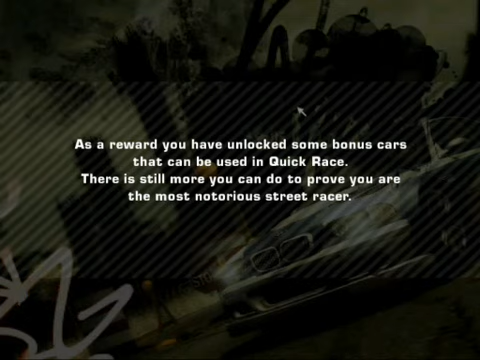 As a reward you have unlocked some bonus cars
that can be used in Quick Race.
There is still more you can do to prove you are
the most notorious street racer.